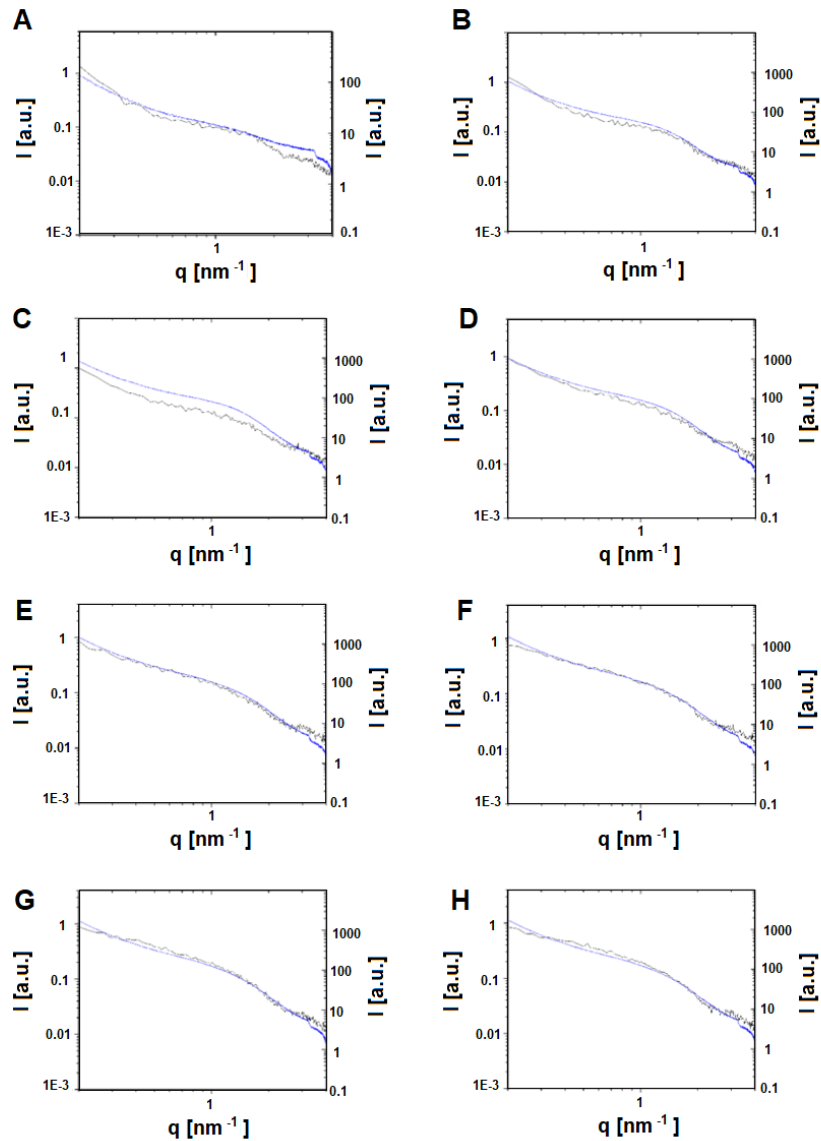 A B
1 0.1 0.01 1E-3 I [a.u.] 100 10 1 0.1 I [a.u.] 1 q [nm -1 ]
1 0.1 0.01 1E-3 I [a.u.] 1000 100 10 1 0.1 I [a.u.] 1 q [nm -1 ]
C D
1 0.1 0.01 1E-3 I [a.u.] 1000 100 10 1 0.1 I [a.u.] 1 q [nm -1 ]
1 0.1 0.01 1E-3 I [a.u.] 1000 100 10 1 0.1 I [a.u.] 1 q [nm -1 ]
E F
1 0.1 0.01 1E-3 I [a.u.] 1000 100 10 1 0.1 I [a.u.] 1 q [nm -1 ]
1 0.1 0.01 1E-3 I [a.u.] 1000 100 10 1 0.1 I [a.u.] 1 q [nm -1 ]
G H
1 0.1 0.01 1E-3 I [a.u.] 1000 100 10 1 0.1 I [a.u.] 1 q [nm -1 ]
1 0.1 0.01 1E-3 I [a.u.] 1000 100 10 1 0.1 I [a.u.] 1 q [nm -1 ]